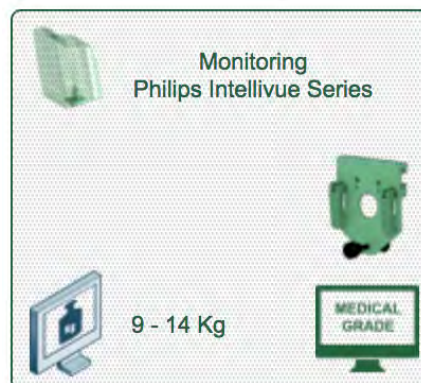 Monitoring
Philips Intellivue Series
9 - 14 Kg
MEDICAL
GRADE